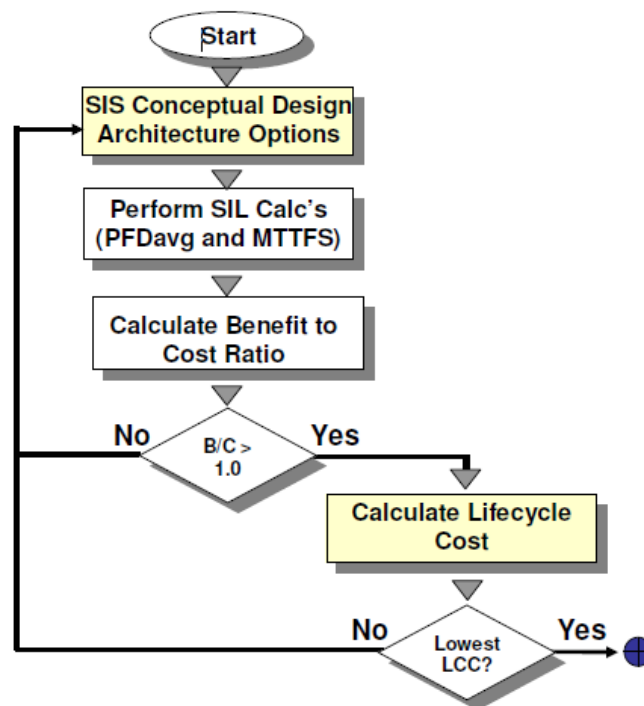 Start
SIS Conceptual Design
Architecture Options
Perform SIL Calc's
(PFDavg and MTTFS)
Calculate Benefit to
Cost Ratio
No
B/C >
1.0
Yes
Calculate Lifecycle
Cost
No
Lowest
LCC?
Yes